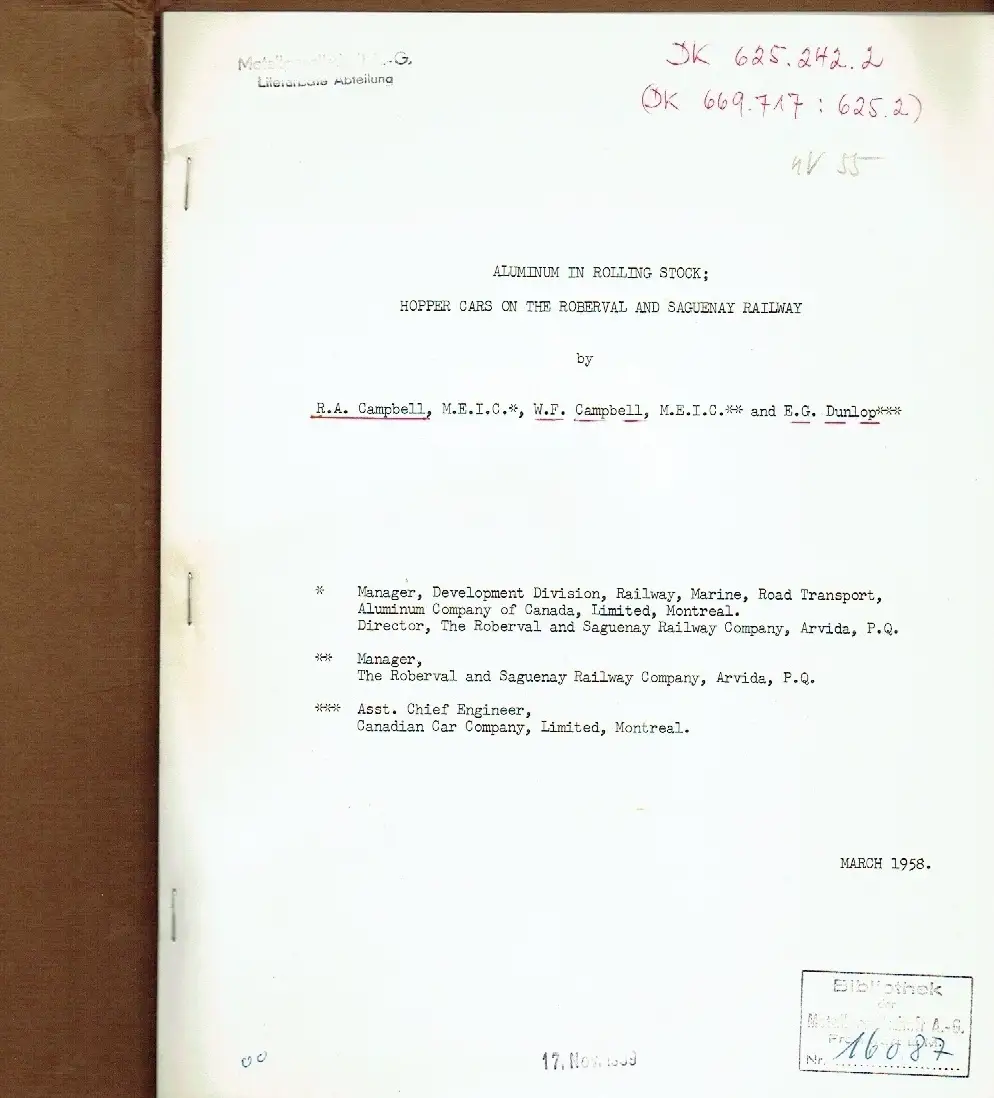 Abteilung
DK 625.242.2
(DK 669.717 : 625.2)
ALUMINUM IN ROLLING STOCK;
HOPPER CARS ON THE ROBERVAL AND SAGUENAY RAILWAY
by
R.A. Campbell, M.E.I.C.*, W.F. Campbell, M.E.I.C.** and E.G. Dunlop***
* Manager, Development Division, Railway, Marine, Road Transport,
Aluminum Company of Canada, Limited, Montreal.
Director, The Roberval and Saguenay Railway Company, Arvida, P.Q.
** Manager,
The Roberval and Saguenay Railway Company, Arvida, P.Q.
*** Asst. Chief Engineer,
Canadian Car Company, Limited, Montreal.
MARCH 1958.
Bibliothek
der
A.-G.
Nr. 16087
17. Nov.